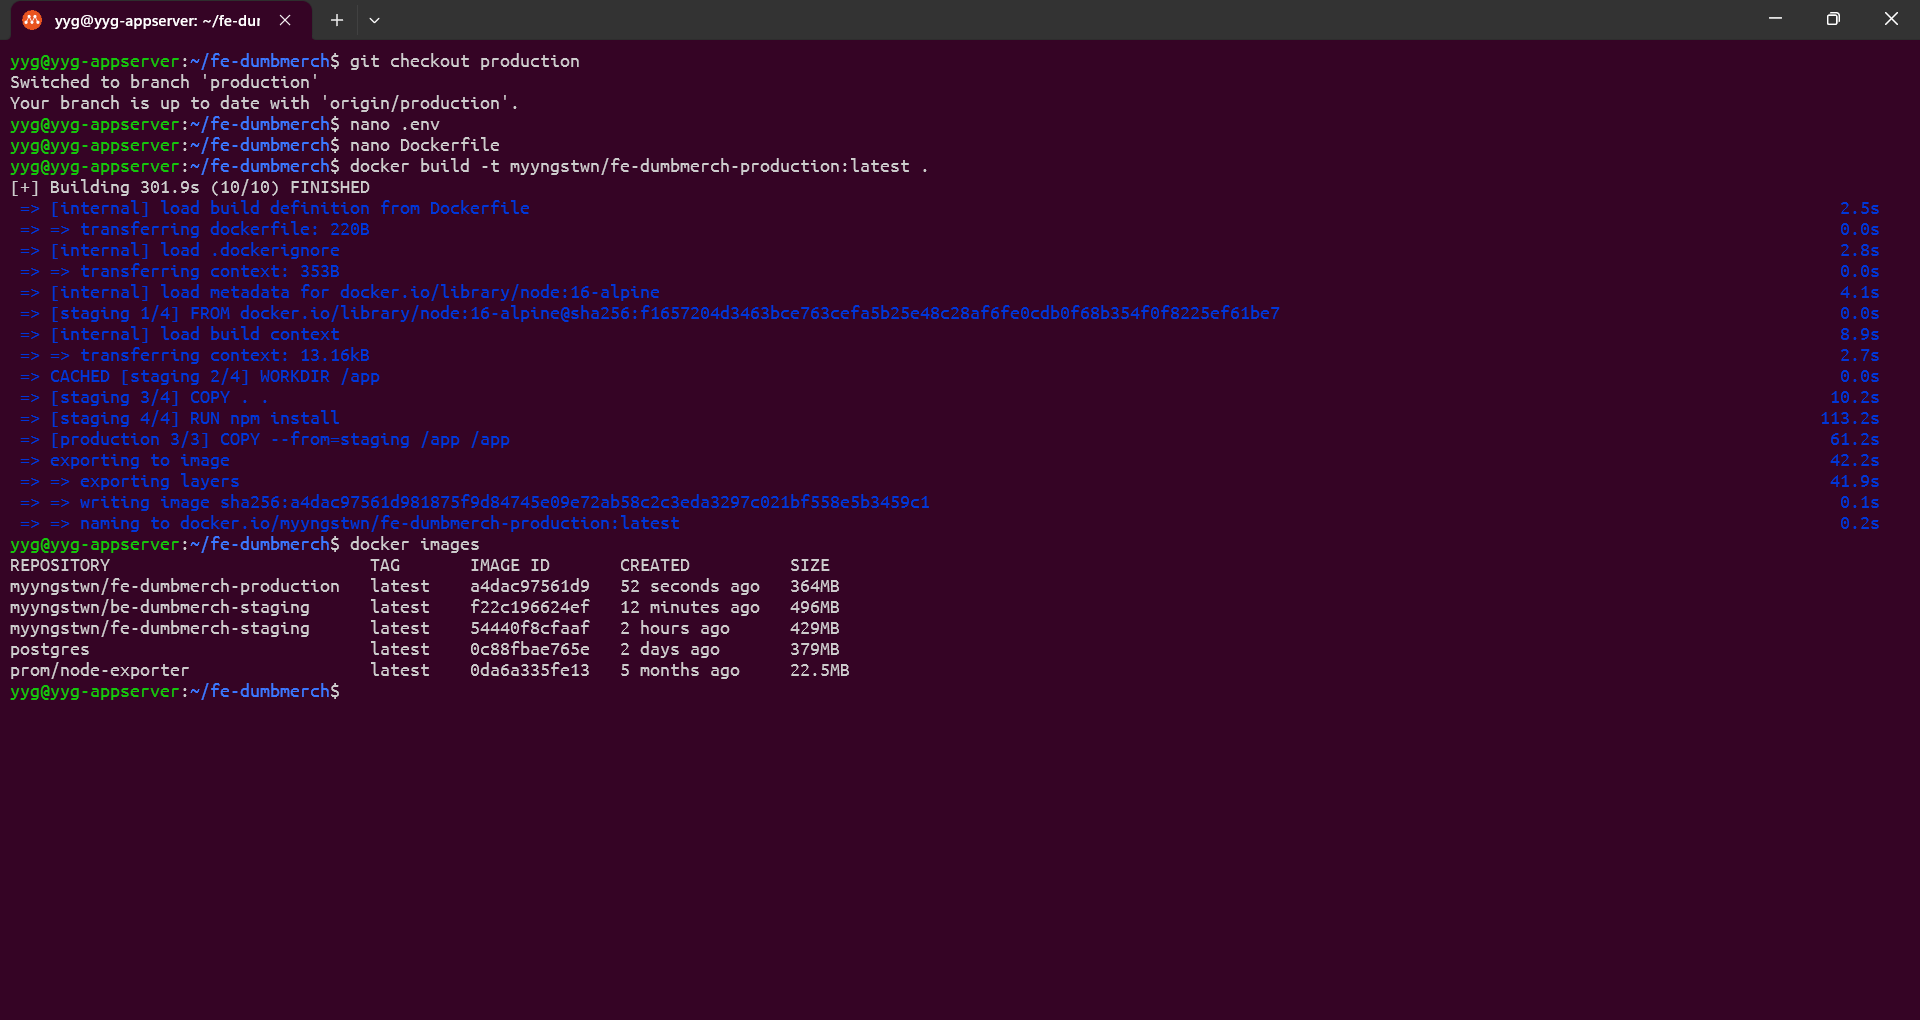 yyg@yyg-appserver: ~/fe-dur
yyg@yyg-appserver:~/fe-dumbmerch$ git checkout production
Switched to branch 'production'
Your branch is up to date with 'origin/production'.
yyg@yyg-appserver:~/fe-dumbmerch$ nano .env
yyg@yyg-appserver:~/fe-dumbmerch$ nano Dockerfile
yyg@yyg-appserver:~/fe-dumbmerch$ docker build -t myyngstwn/fe-dumbmerch-production:latest .
[+] Building 301.9s (10/10) FINISHED
=> [internal] load build definition from Dockerfile 2.5s
=> => transferring dockerfile: 220B 0.0s
=> [internal] load .dockerignore 2.8s
=> => transferring context: 353B 0.0s
=> [internal] load metadata for docker.io/library/node:16-alpine 4.1s
=> [staging 1/4] FROM docker.io/library/node:16-alpine@sha256:f1657204d3463bce763cefa5b25e48c28af6fe0cdb0f68b354f0f8225ef61be7 0.0s
=> [internal] load build context 8.9s
=> => transferring context: 13.16kB 2.7s
=> CACHED [staging 2/4] WORKDIR /app 0.0s
=> [staging 3/4] COPY . . 10.2s
=> [staging 4/4] RUN npm install 113.2s
=> [production 3/3] COPY --from=staging /app /app 61.2s
=> exporting to image 42.2s
=> => exporting layers 41.9s
=> => writing image sha256:a4dac97561d981875f9d84745e09e72ab58c2c3eda3297c021bf558e5b3459c1 0.1s
=> => naming to docker.io/myyngstwn/fe-dumbmerch-production:latest 0.2s
yyg@yyg-appserver:~/fe-dumbmerch$ docker images
REPOSITORY TAG IMAGE ID CREATED SIZE
myyngstwn/fe-dumbmerch-production latest a4dac97561d9 52 seconds ago 364MB
myyngstwn/be-dumbmerch-staging latest f22c196624ef 12 minutes ago 496MB
myyngstwn/fe-dumbmerch-staging latest 54440f8cfaaf 2 hours ago 429MB
postgres latest 0c88fbae765e 2 days ago 379MB
prom/node-exporter latest 0da6a335fe13 5 months ago 22.5MB
yyg@yyg-appserver:~/fe-dumbmerch$